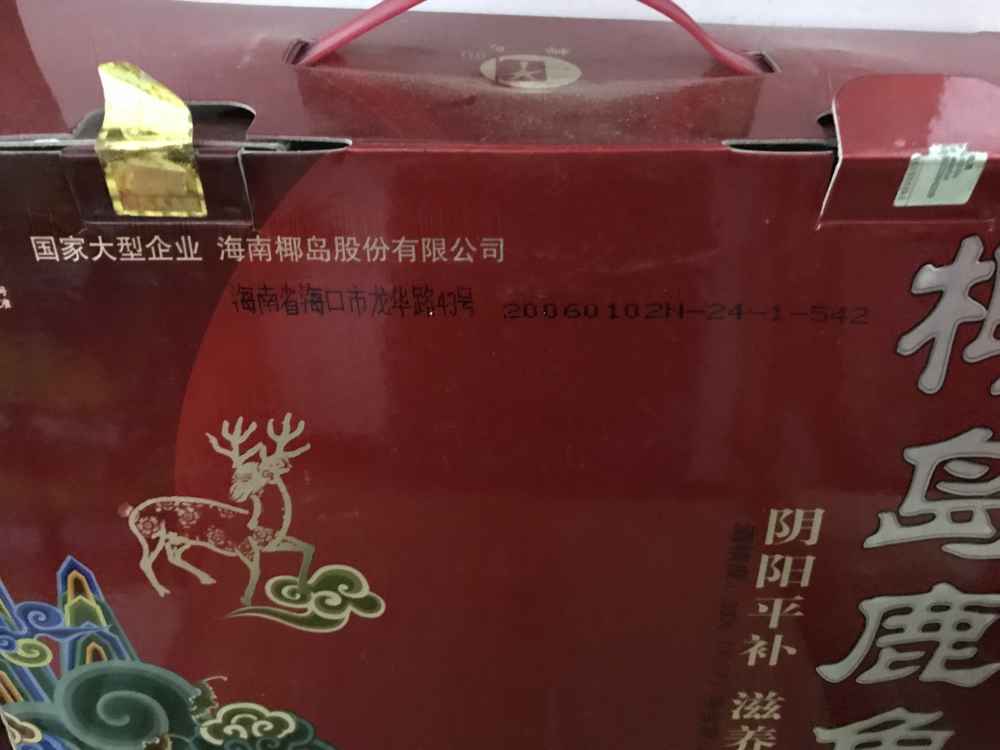 国家大型企业 海南椰岛股份有限公司
海南省海口市龙华路43号 20060102N-24-1-542
椰岛鹿龟
阴阳平补 滋养